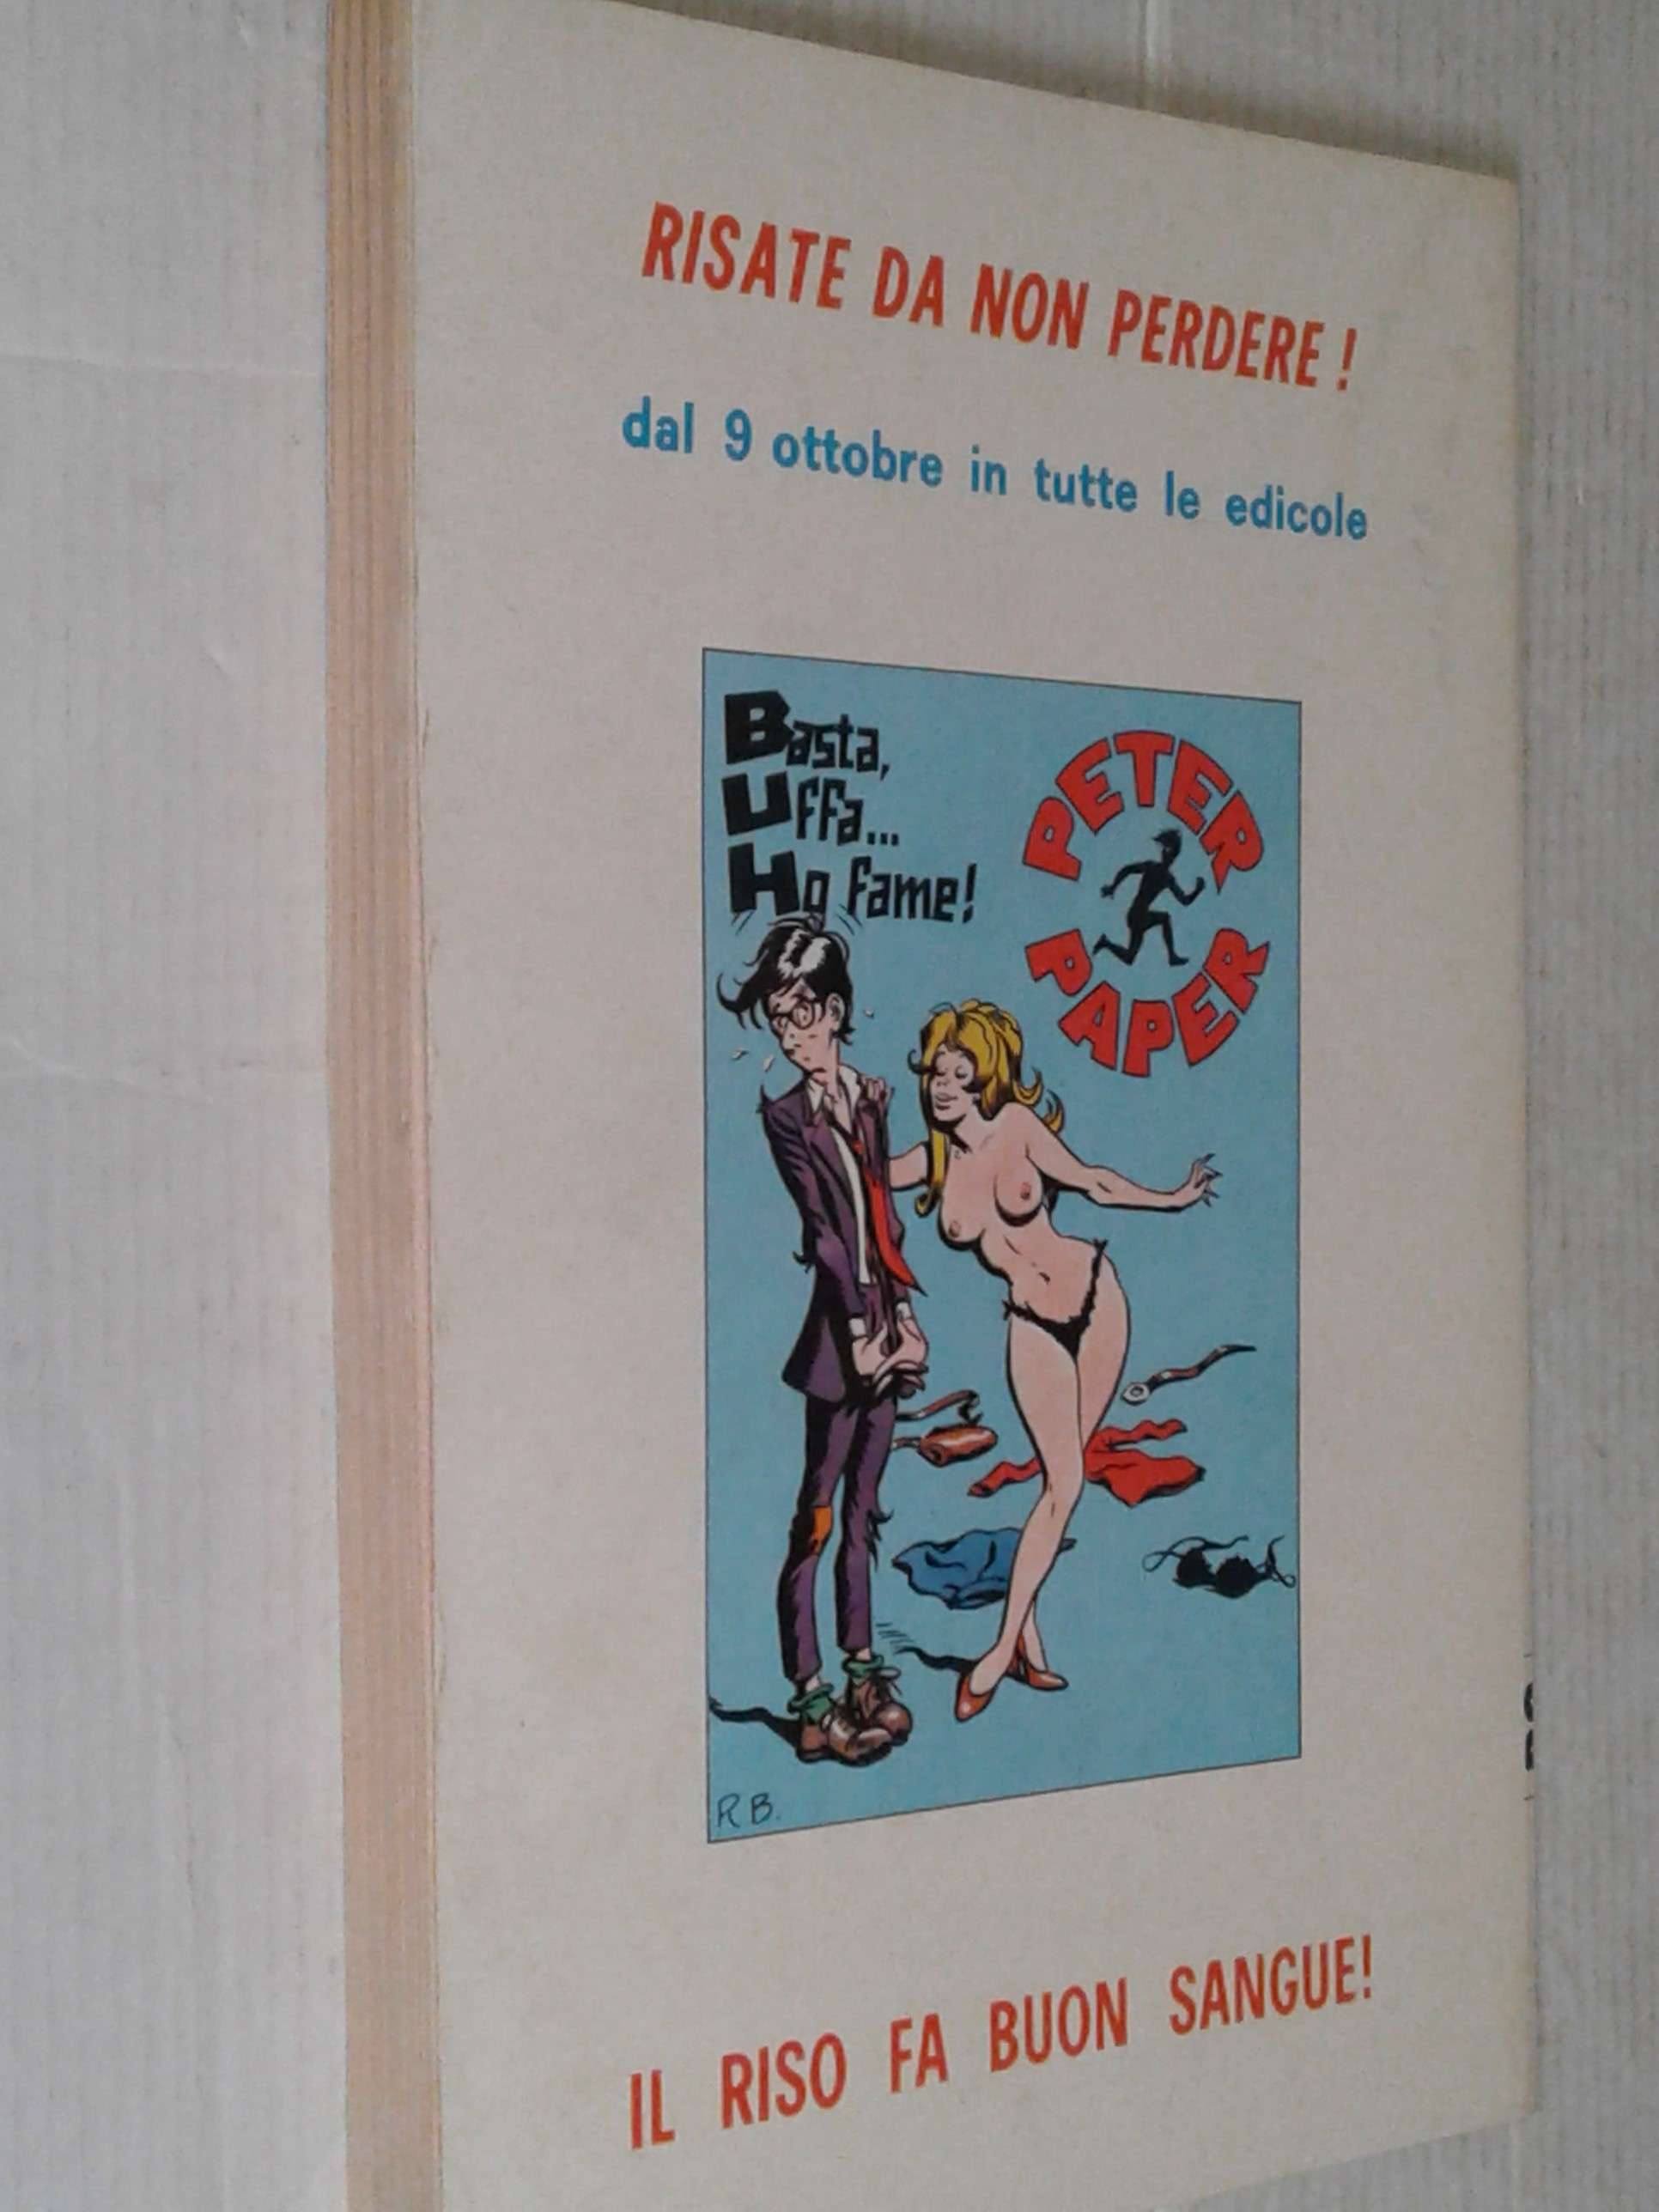 RISATE DA NON PERDERE !
dal 9 ottobre in tutte le edicole
Basta,
Uffa...
Ho fame!
PETER
PAPER
R B.
IL RISO FA BUON SANGUE!